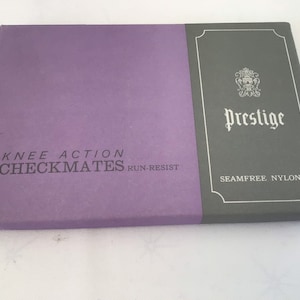 Prestige
KNEE ACTION
CHECKMATES RUN-RESIST
SEAMFREE NYLON